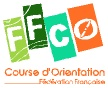 FFCO
Course d'Orientation
Fédération Française